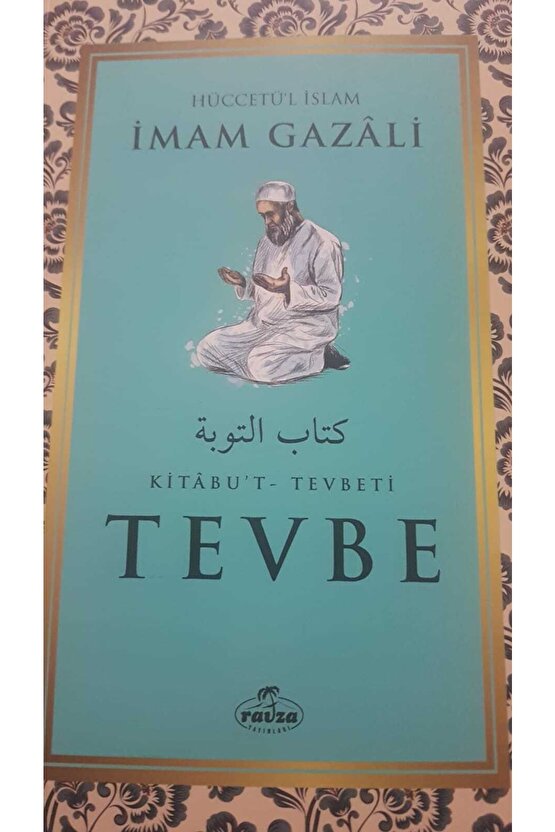 HÜCCETÜ'L İSLAM
İMAM GAZÂLİ
كتاب التوبة
KİTÂBU'T- TEVBETİ
TEVBE
ravza
YAYINLARI